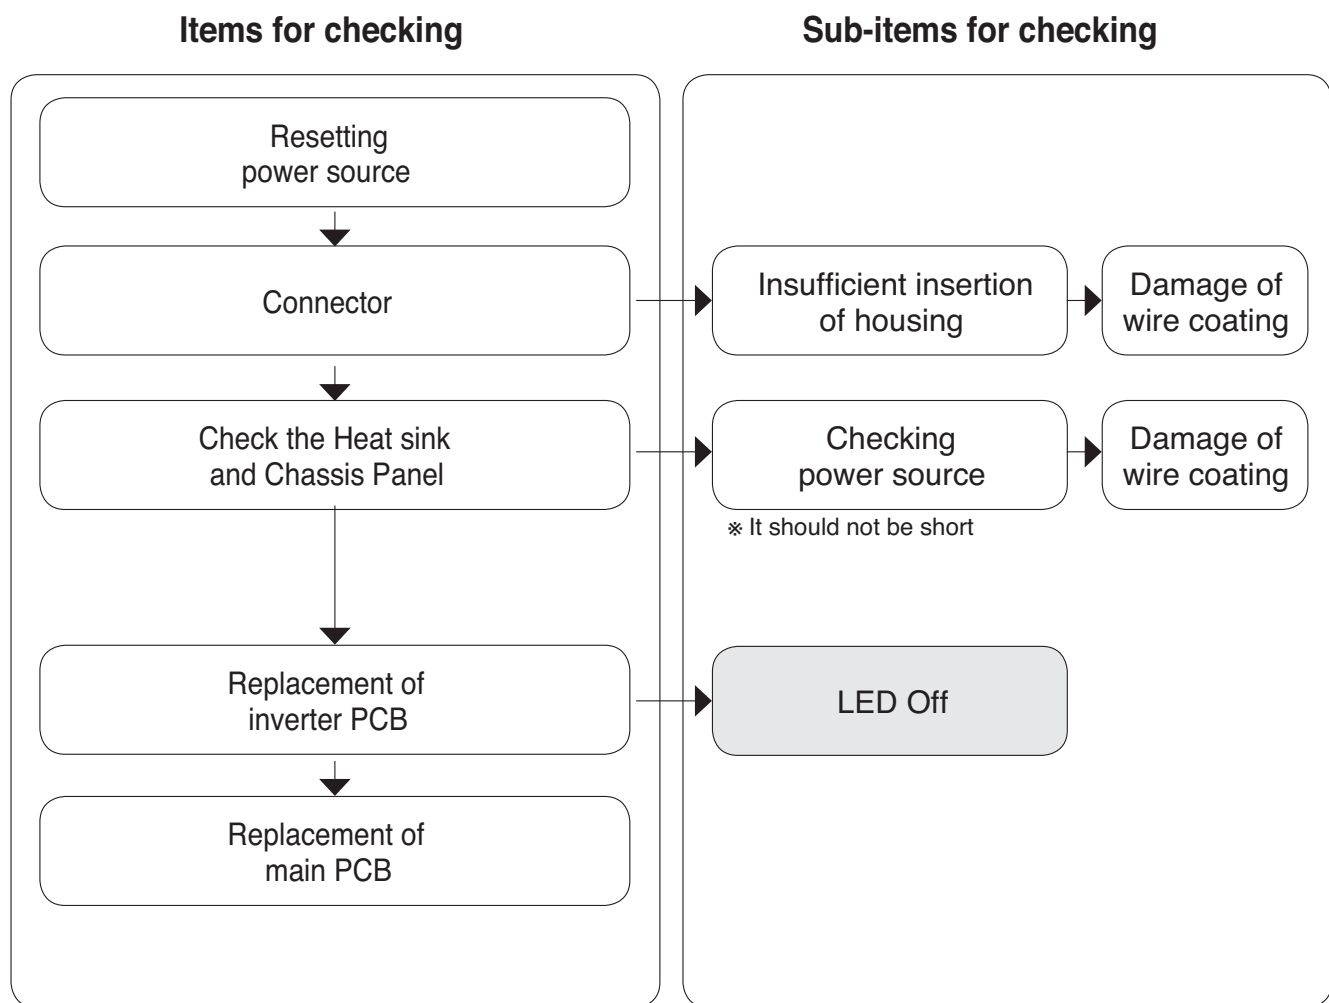 Items for checking
Sub-items for checking
Resetting
power source
Connector
Insufficient insertion
of housing
Damage of
wire coating
Check the Heat sink
and Chassis Panel
Checking
power source
Damage of
wire coating
※ It should not be short
Replacement of
inverter PCB
LED Off
Replacement of
main PCB